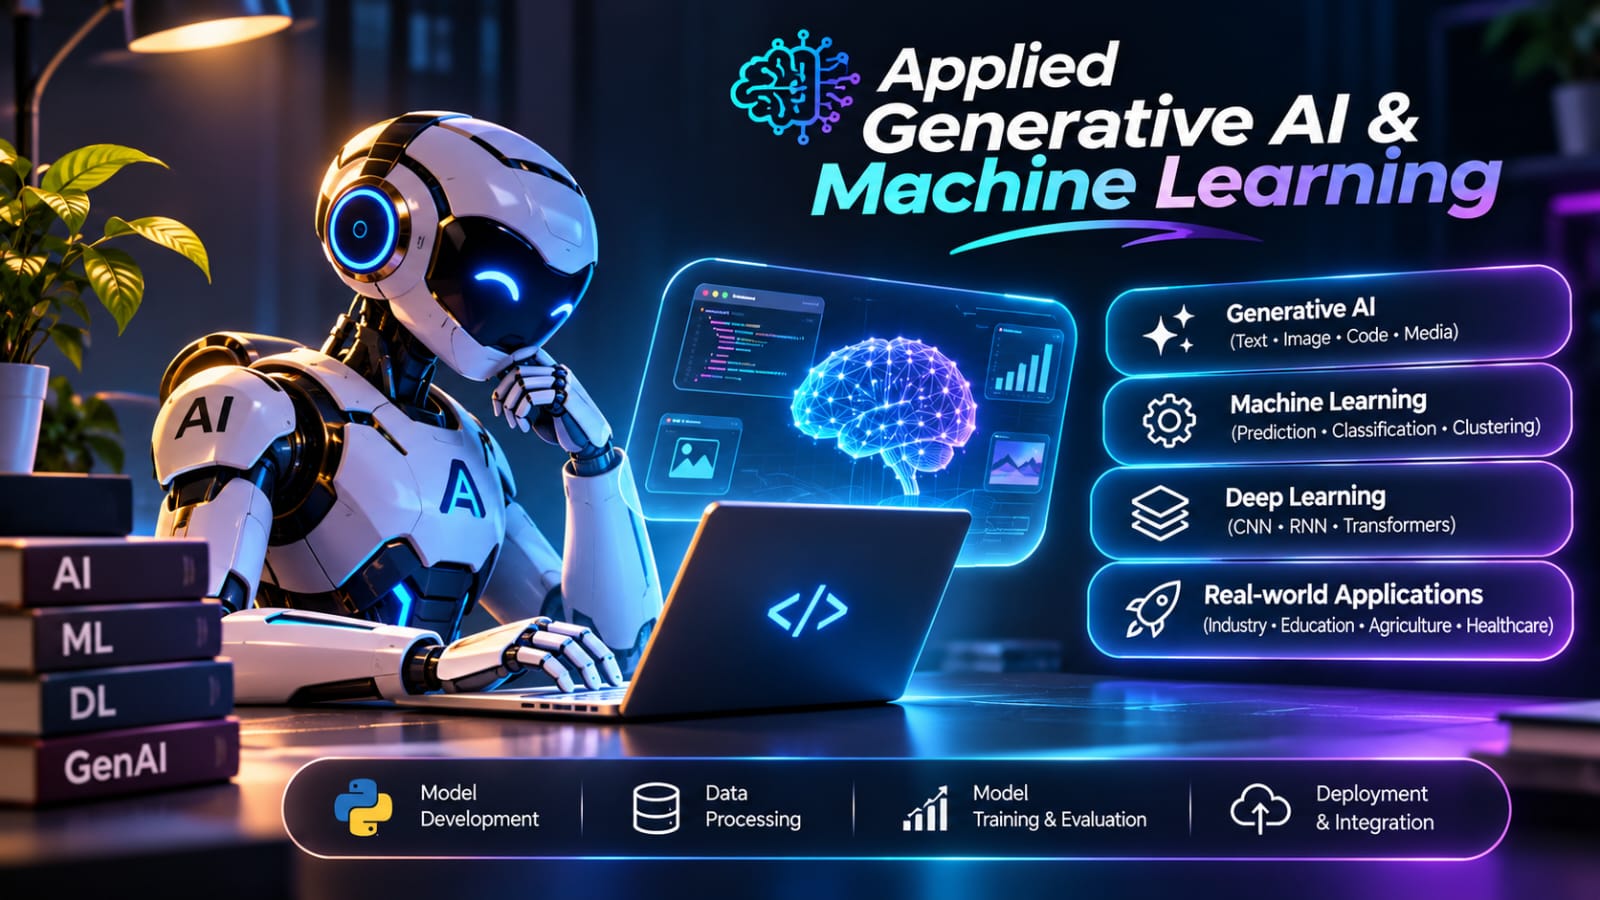 Applied
Generative AI &
Machine Learning
Generative AI
(Text • Image • Code • Media)
Machine Learning
(Prediction • Classification • Clustering)
Deep Learning
(CNN • RNN • Transformers)
Real-world Applications
(Industry • Education • Agriculture • Healthcare)
AI
A
</>
AI
ML
DL
GenAI
Model
Development
Data
Processing
Model
Training & Evaluation
Deployment
& Integration